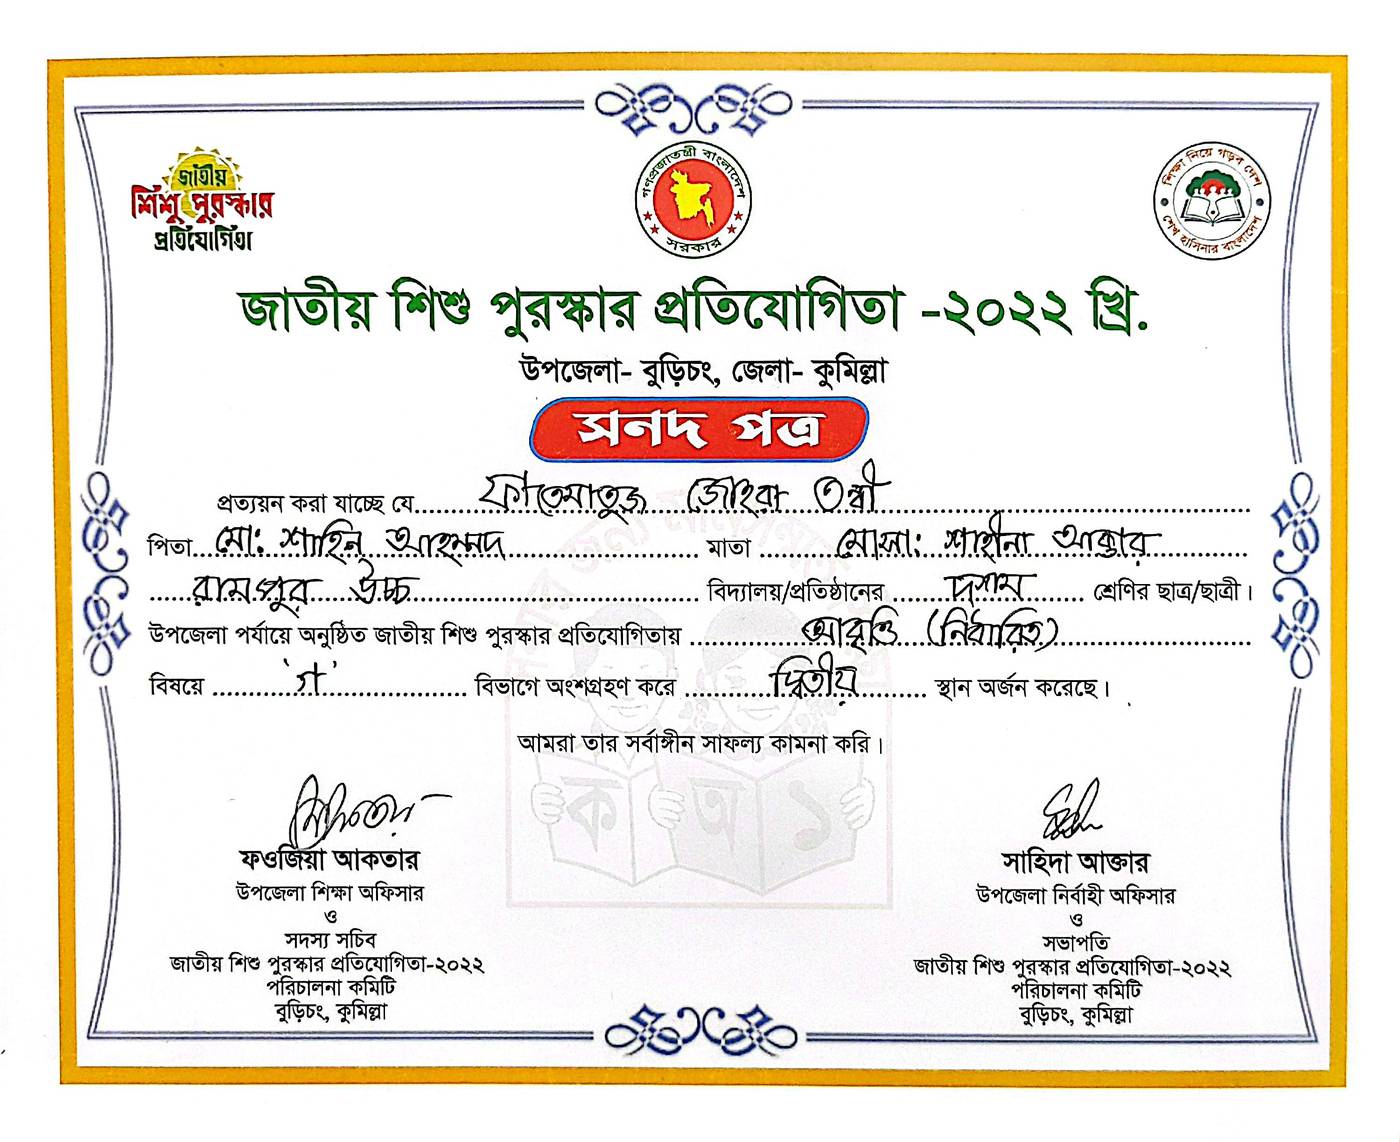 জাতীয়
শিশু পুরস্কার
প্রতিযোগিতা
গণপ্রজাতন্ত্রী বাংলাদেশ
সরকার
শিক্ষা নিয়ে গড়ব দেশ
শেখ হাসিনার বাংলাদেশ
জাতীয় শিশু পুরস্কার প্রতিযোগিতা -২০২২ খ্রি.
উপজেলা- বুড়িচং, জেলা- কুমিল্লা
সনদ পত্র
প্রত্যয়ন করা যাচ্ছে যে ফাতেমাতুজ জোহরা তন্বী
পিতা মো: শাহিন আহম্মদ মাতা মোসা: শাহীনা আক্তার
রামপুর উচ্চ বিদ্যালয়/প্রতিষ্ঠানের দশম শ্রেণির ছাত্র/ছাত্রী।
উপজেলা পর্যায়ে অনুষ্ঠিত জাতীয় শিশু পুরস্কার প্রতিযোগিতায় আবৃত্তি (নির্বারিত)
বিষয়ে 'গ' বিভাগে অংশগ্রহণ করে দ্বিতীয় স্থান অর্জন করেছে।
আমরা তার সর্বাঙ্গীন সাফল্য কামনা করি।
ক অ ১
ফওজিয়া আকতার
উপজেলা শিক্ষা অফিসার
ও
সদস্য সচিব
জাতীয় শিশু পুরস্কার প্রতিযোগিতা-২০২২
পরিচালনা কমিটি
বুড়িচং, কুমিল্লা
সাহিদা আক্তার
উপজেলা নির্বাহী অফিসার
ও
সভাপতি
জাতীয় শিশু পুরস্কার প্রতিযোগিতা-২০২২
পরিচালনা কমিটি
বুড়িচং, কুমিল্লা